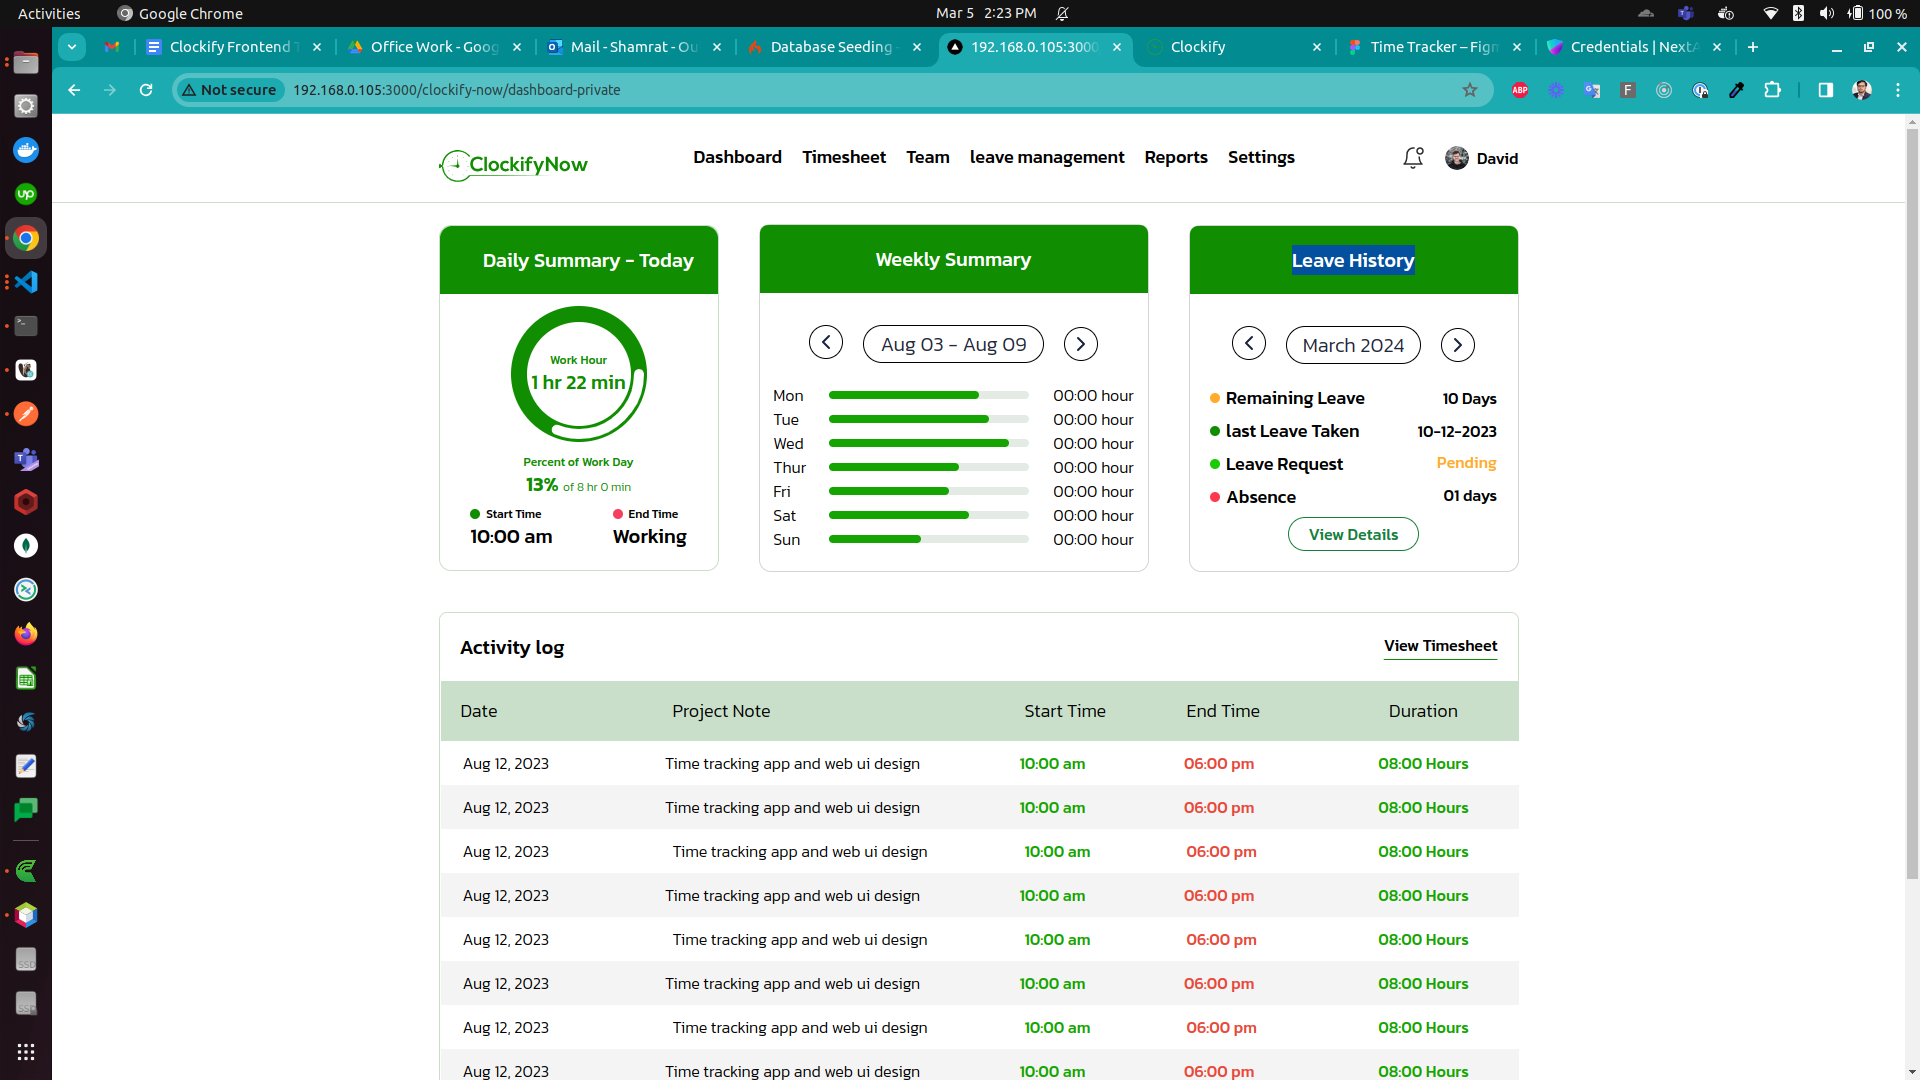 Activities
Google Chrome
Mar 5 2:23 PM
100 %
Clockify Frontend
Office Work - Goog
Mail - Shamrat - Ou
Database Seeding
192.168.0.105:3000
Clockify
Time Tracker – Figm
Credentials | NextA
Not secure
192.168.0.105:3000/clockify-now/dashboard-private
ABP
F
ClockifyNow
Dashboard
Timesheet
Team
leave management
Reports
Settings
David
Daily Summary - Today
Work Hour
1 hr 22 min
Percent of Work Day
13% of 8 hr 0 min
Start Time
End Time
10:00 am
Working
Weekly Summary
Aug 03 - Aug 09
Mon 00:00 hour
Tue 00:00 hour
Wed 00:00 hour
Thur 00:00 hour
Fri 00:00 hour
Sat 00:00 hour
Sun 00:00 hour
Leave History
March 2024
Remaining Leave 10 Days
last Leave Taken 10-12-2023
Leave Request Pending
Absence 01 days
View Details
Activity log
View Timesheet
Date Project Note Start Time End Time Duration
Aug 12, 2023 Time tracking app and web ui design 10:00 am 06:00 pm 08:00 Hours
Aug 12, 2023 Time tracking app and web ui design 10:00 am 06:00 pm 08:00 Hours
Aug 12, 2023 Time tracking app and web ui design 10:00 am 06:00 pm 08:00 Hours
Aug 12, 2023 Time tracking app and web ui design 10:00 am 06:00 pm 08:00 Hours
Aug 12, 2023 Time tracking app and web ui design 10:00 am 06:00 pm 08:00 Hours
Aug 12, 2023 Time tracking app and web ui design 10:00 am 06:00 pm 08:00 Hours
Aug 12, 2023 Time tracking app and web ui design 10:00 am 06:00 pm 08:00 Hours
Aug 12, 2023 Time tracking app and web ui design 10:00 am 06:00 pm 08:00 Hours